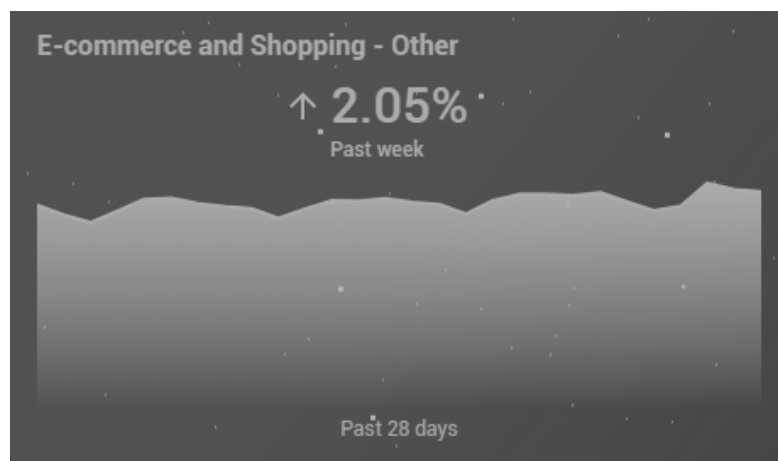 E-commerce and Shopping - Other
↑ 2.05%
Past week
Past 28 days